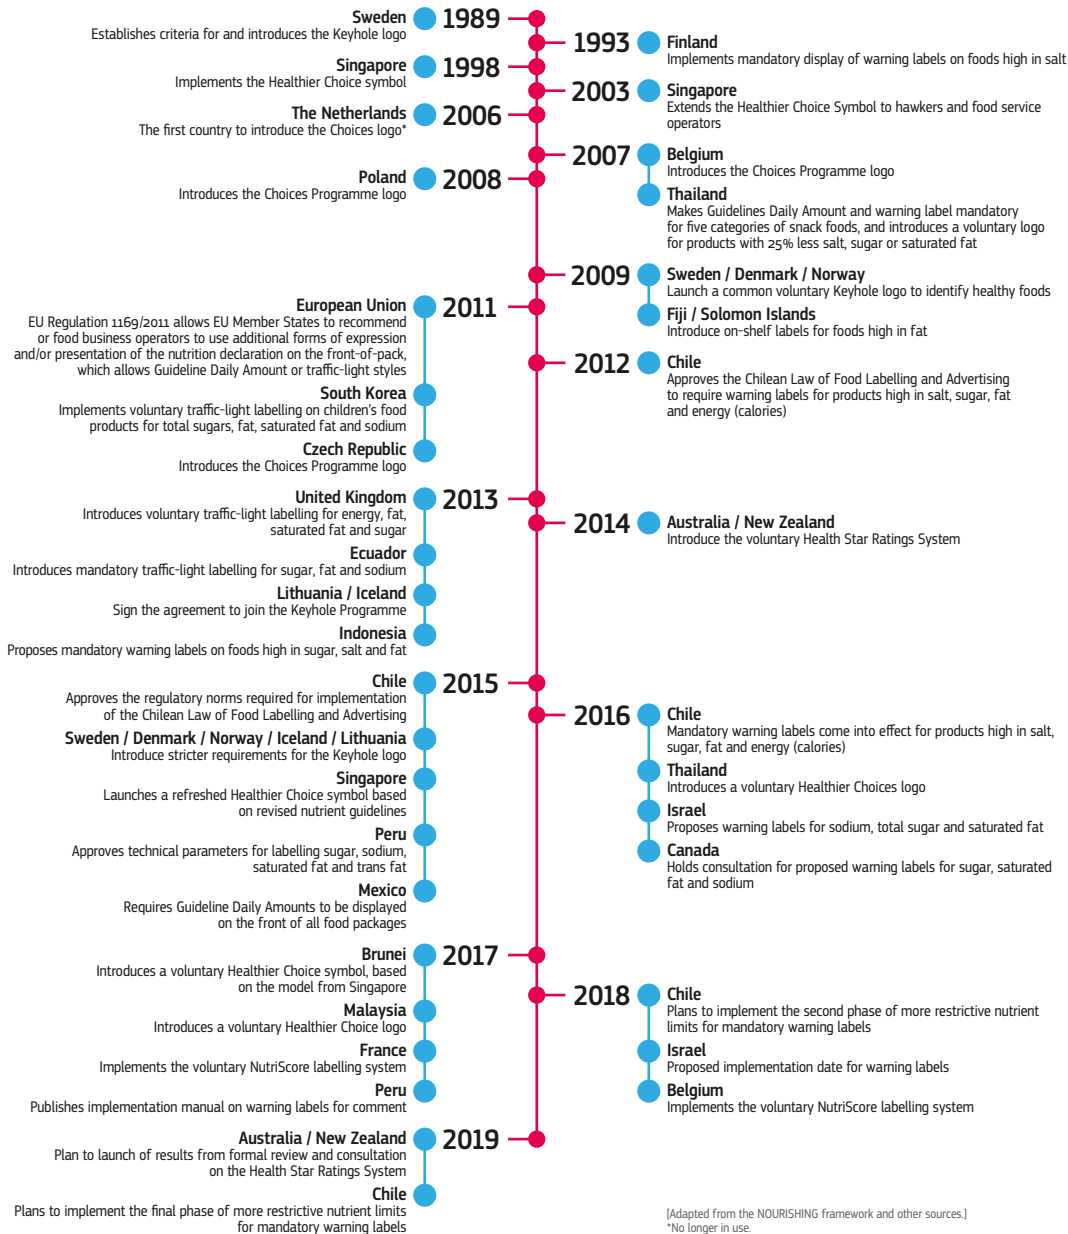 Sweden
1989
Establishes criteria for and introduces the Keyhole logo
1993
Finland
Implements mandatory display of warning labels on foods high in salt
Singapore
1998
Implements the Healthier Choice symbol
2003
Singapore
Extends the Healthier Choice Symbol to hawkers and food service
operators
The Netherlands
2006
The first country to introduce the Choices logo*
2007
Belgium
Introduces the Choices Programme logo
Thailand
Makes Guidelines Daily Amount and warning label mandatory
for five categories of snack foods, and introduces a voluntary logo
for products with 25% less salt, sugar or saturated fat
Poland
2008
Introduces the Choices Programme logo
2009
Sweden / Denmark / Norway
Launch a common voluntary Keyhole logo to identify healthy foods
Fiji / Solomon Islands
Introduce on-shelf labels for foods high in fat
European Union
2011
EU Regulation 1169/2011 allows EU Member States to recommend
or food business operators to use additional forms of expression
and/or presentation of the nutrition declaration on the front-of-pack,
which allows Guideline Daily Amount or traffic-light styles
South Korea
Implements voluntary traffic-light labelling on children's food
products for total sugars, fat, saturated fat and sodium
Czech Republic
Introduces the Choices Programme logo
2012
Chile
Approves the Chilean Law of Food Labelling and Advertising
to require warning labels for products high in salt, sugar, fat
and energy (calories)
United Kingdom
2013
Introduces voluntary traffic-light labelling for energy, fat,
saturated fat and sugar
Ecuador
Introduces mandatory traffic-light labelling for sugar, fat and sodium
Lithuania / Iceland
Sign the agreement to join the Keyhole Programme
Indonesia
Proposes mandatory warning labels on foods high in sugar, salt and fat
2014
Australia / New Zealand
Introduce the voluntary Health Star Ratings System
Chile
2015
Approves the regulatory norms required for implementation
of the Chilean Law of Food Labelling and Advertising
Sweden / Denmark / Norway / Iceland / Lithuania
Introduce stricter requirements for the Keyhole logo
Singapore
Launches a refreshed Healthier Choice symbol based
on revised nutrient guidelines
Peru
Approves technical parameters for labelling sugar, sodium,
saturated fat and trans fat
Mexico
Requires Guideline Daily Amounts to be displayed
on the front of all food packages
2016
Chile
Mandatory warning labels come into effect for products high in salt,
sugar, fat and energy (calories)
Thailand
Introduces a voluntary Healthier Choices logo
Israel
Proposes warning labels for sodium, total sugar and saturated fat
Canada
Holds consultation for proposed warning labels for sugar, saturated
fat and sodium
Brunei
2017
Introduces a voluntary Healthier Choice symbol, based
on the model from Singapore
Malaysia
Introduces a voluntary Healthier Choice logo
France
Implements the voluntary NutriScore labelling system
Peru
Publishes implementation manual on warning labels for comment
2018
Chile
Plans to implement the second phase of more restrictive nutrient
limits for mandatory warning labels
Israel
Proposed implementation date for warning labels
Belgium
Implements the voluntary NutriScore labelling system
Australia / New Zealand
2019
Plan to launch of results from formal review and consultation
on the Health Star Ratings System
Chile
Plans to implement the final phase of more restrictive nutrient limits
for mandatory warning labels
[Adapted from the NOURISHING framework and other sources.]
*No longer in use.